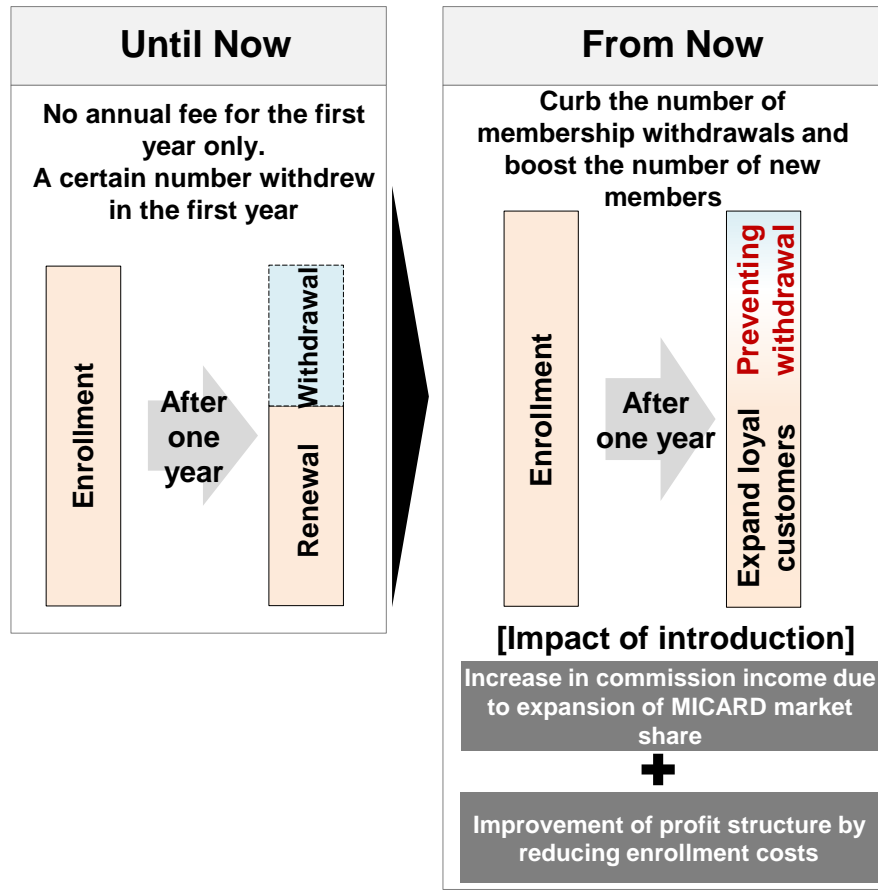 Until Now
No annual fee for the first
year only.
A certain number withdrew
in the first year
Enrollment
After
one
year
Withdrawal
Renewal
From Now
Curb the number of
membership withdrawals and
boost the number of new
members
Enrollment
After
one year
Preventing
withdrawal
Expand loyal
customers
[Impact of introduction]
Increase in commission income due
to expansion of MICARD market
share
+
Improvement of profit structure by
reducing enrollment costs